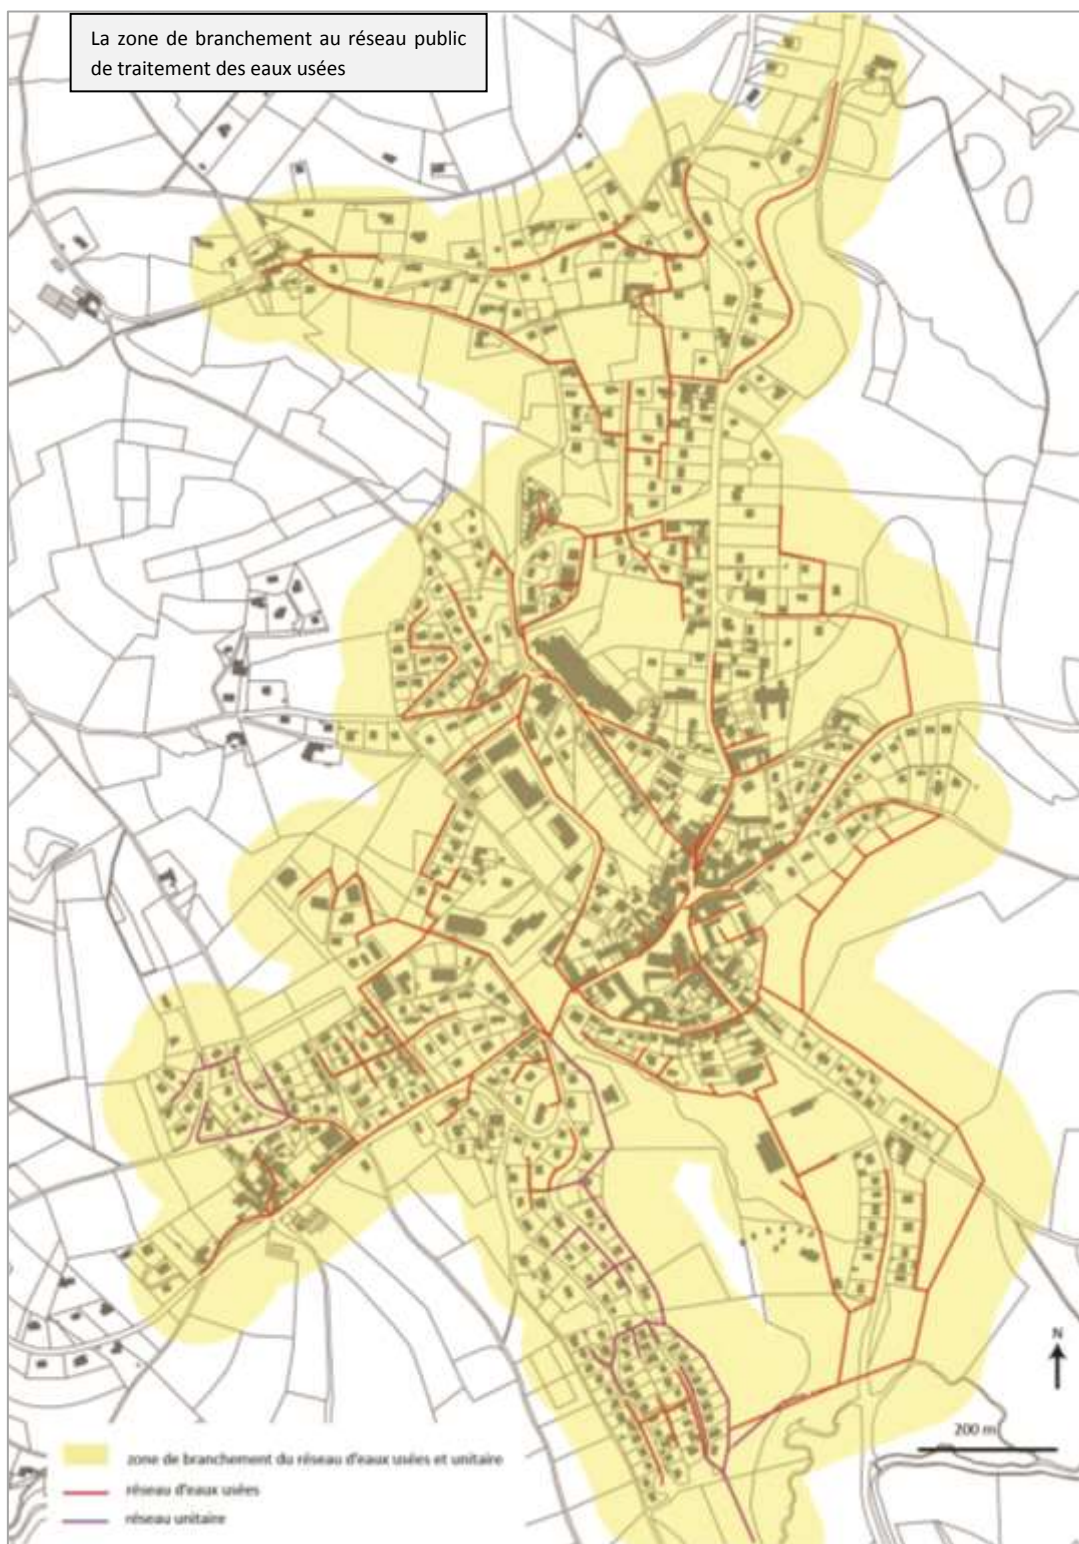 La zone de branchement au réseau public
de traitement des eaux usées
N
200 m
zone de branchement du réseau d'eaux usées et unitaire
réseau d'eaux usées
réseau unitaire